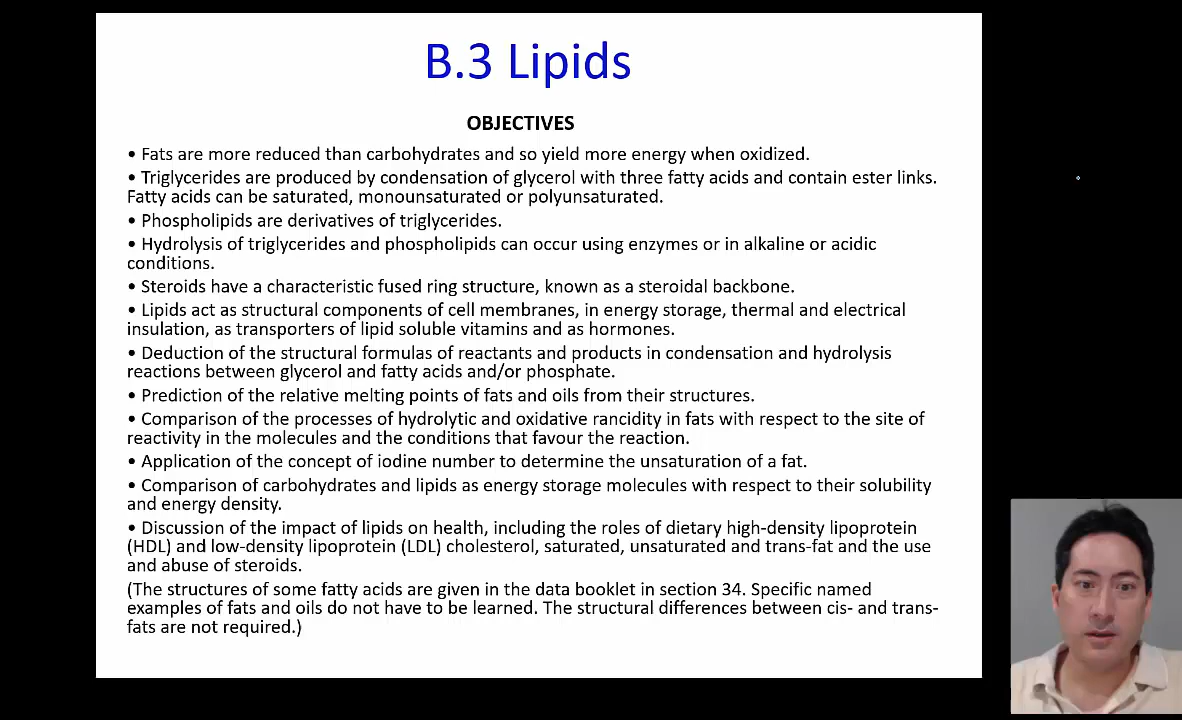 B.3 Lipids
OBJECTIVES
• Fats are more reduced than carbohydrates and so yield more energy when oxidized.
• Triglycerides are produced by condensation of glycerol with three fatty acids and contain ester links.
Fatty acids can be saturated, monounsaturated or polyunsaturated.
• Phospholipids are derivatives of triglycerides.
• Hydrolysis of triglycerides and phospholipids can occur using enzymes or in alkaline or acidic
conditions.
• Steroids have a characteristic fused ring structure, known as a steroidal backbone.
• Lipids act as structural components of cell membranes, in energy storage, thermal and electrical
insulation, as transporters of lipid soluble vitamins and as hormones.
• Deduction of the structural formulas of reactants and products in condensation and hydrolysis
reactions between glycerol and fatty acids and/or phosphate.
• Prediction of the relative melting points of fats and oils from their structures.
• Comparison of the processes of hydrolytic and oxidative rancidity in fats with respect to the site of
reactivity in the molecules and the conditions that favour the reaction.
• Application of the concept of iodine number to determine the unsaturation of a fat.
• Comparison of carbohydrates and lipids as energy storage molecules with respect to their solubility
and energy density.
• Discussion of the impact of lipids on health, including the roles of dietary high-density lipoprotein
(HDL) and low-density lipoprotein (LDL) cholesterol, saturated, unsaturated and trans-fat and the use
and abuse of steroids.
(The structures of some fatty acids are given in the data booklet in section 34. Specific named
examples of fats and oils do not have to be learned. The structural differences between cis- and trans-
fats are not required.)